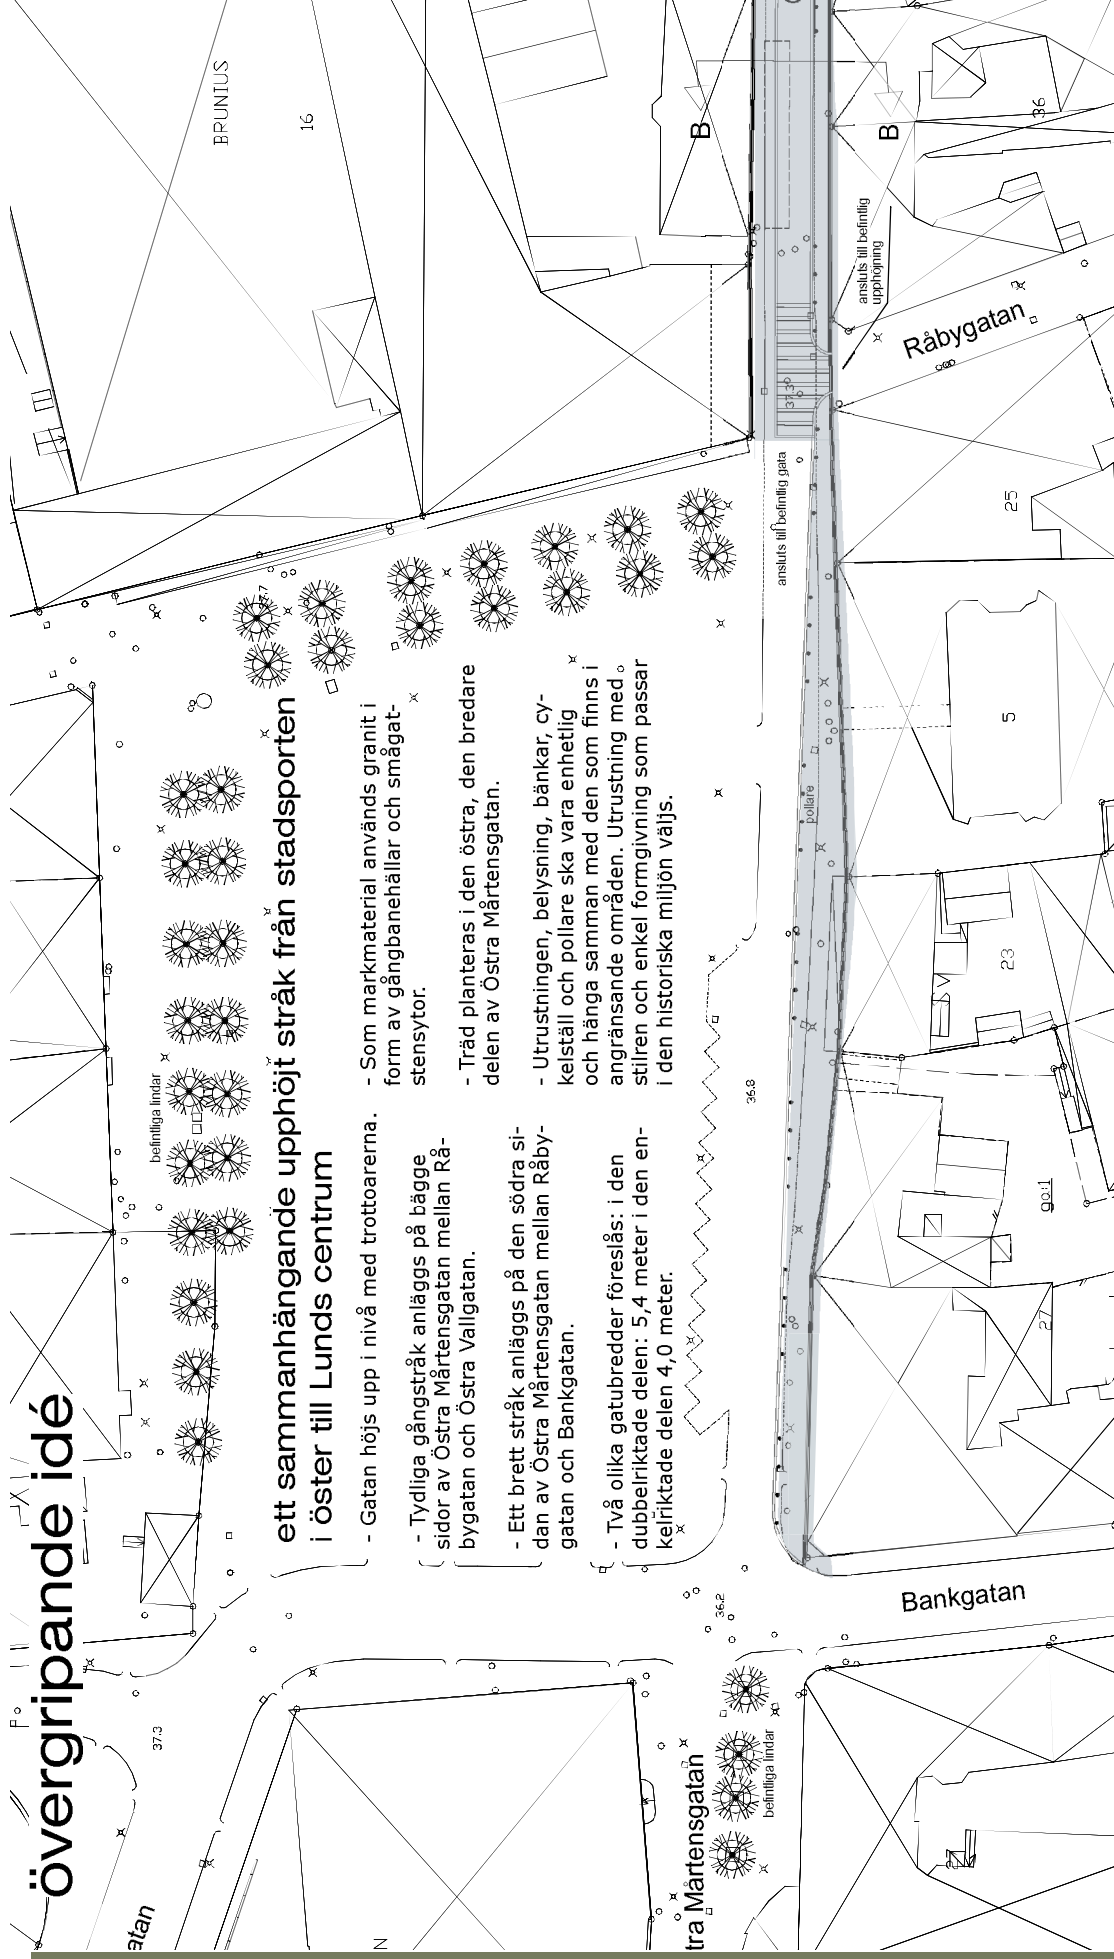 övergripande idé
ett sammanhängande upphöjt stråk från stadsporten
i öster till Lunds centrum
- Gatan höjs upp i nivå med trottoarerna.
- Tydliga gångstråk anläggs på bägge
sidor av Östra Mårtensgatan mellan Rå-
bygatan och Östra Vallgatan.
- Ett brett stråk anläggs på den södra si-
dan av Östra Mårtensgatan mellan Råby-
gatan och Bankgatan.
- Två olika gatubredder föreslås: i den
dubbelriktade delen: 5,4 meter i den en-
kelriktade delen 4,0 meter.
- Som markmaterial används granit i
form av gångbanehällar och smågat-
stensytor.
- Träd planteras i den östra, den bredare
delen av Östra Mårtensgatan.
- Utrustningen, belysning, bänkar, cy-
kelställ och pollare ska vara enhetlig
och hänga samman med den som finns i
angränsande områden. Utrustning med
stilren och enkel formgivning som passar
i den historiska miljön väljs.
BRUNIUS
16
B
B
36
ansluts till befintlig
upphöjning
Råbygatan
37.3
ansluts till befintlig gata
25
5
pollare
23
befintliga lindar
36.8
ga:1
27
Bankgatan
36.2
37.3
P
befintliga lindar
tra Mårtensgatan
atan
N